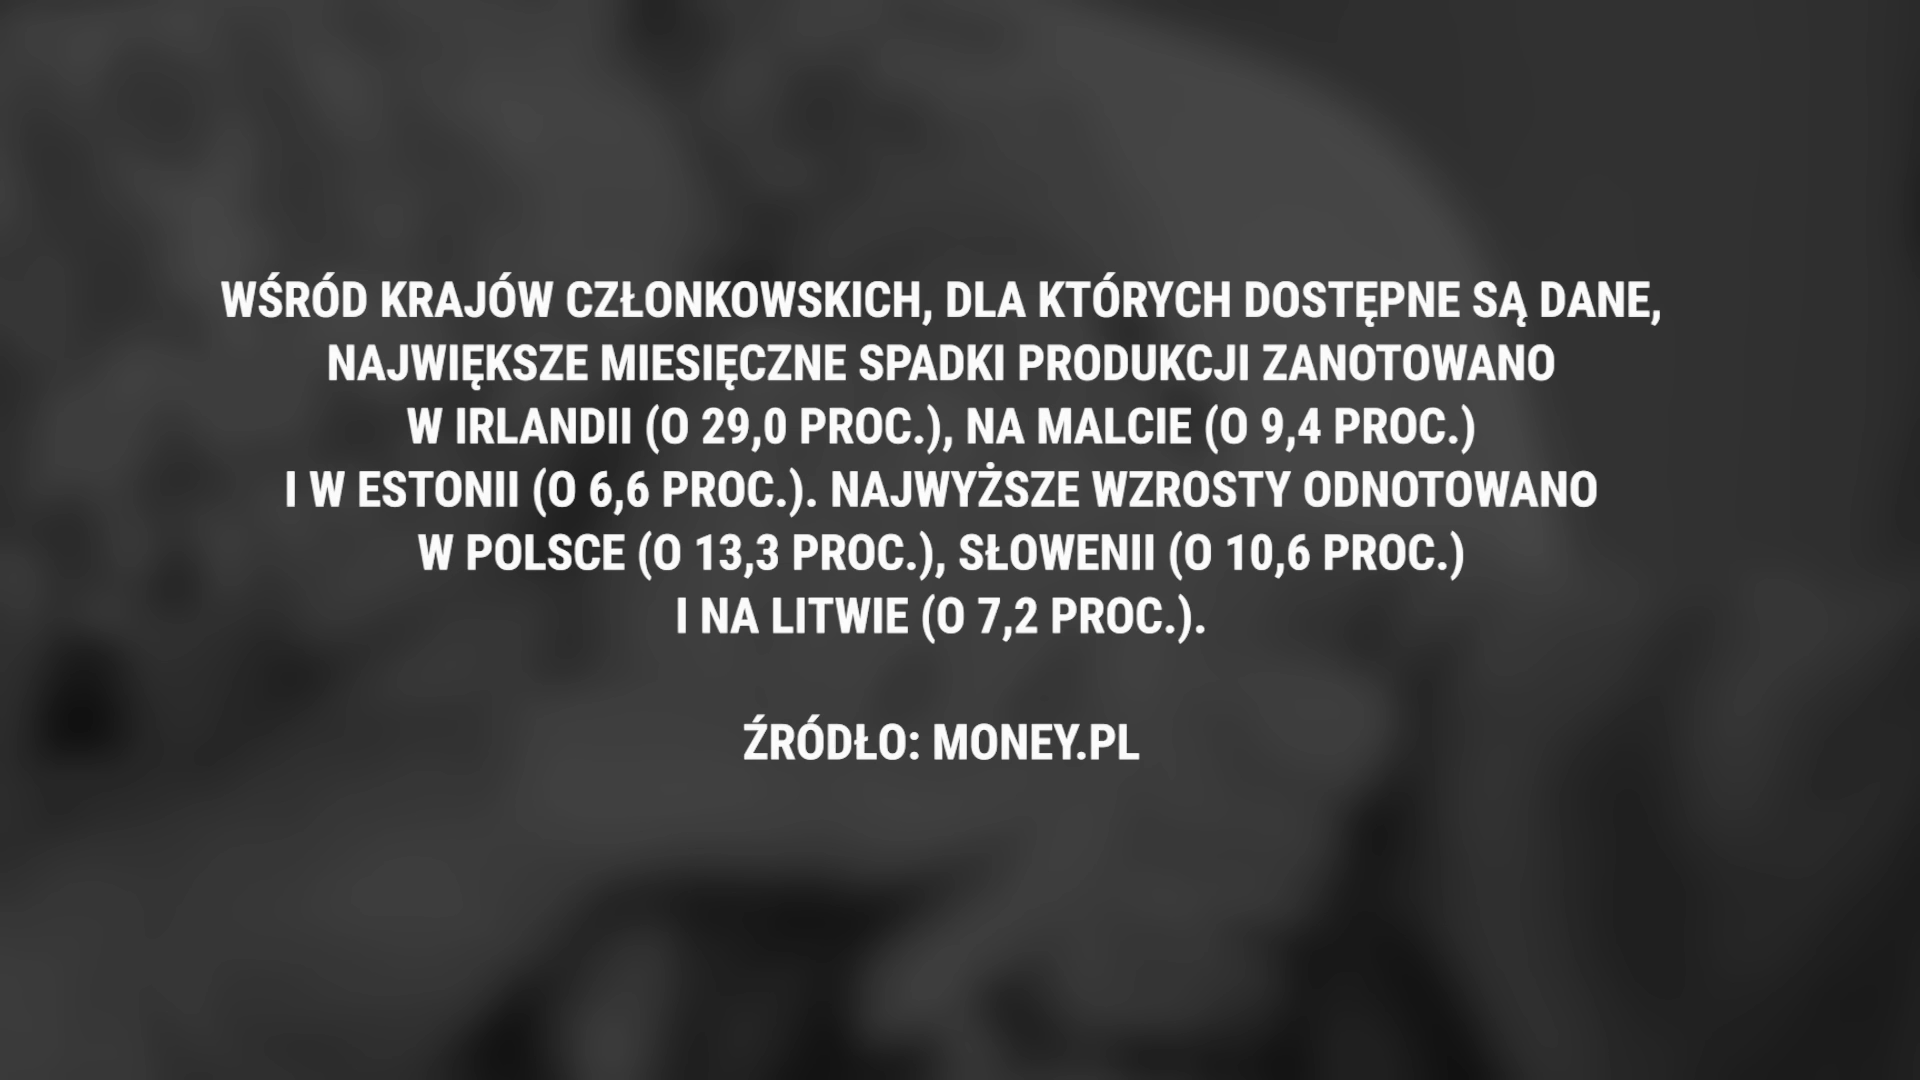 WŚRÓD KRAJÓW CZŁONKOWSKICH, DLA KTÓRYCH DOSTĘPNE SĄ DANE,
NAJWIĘKSZE MIESIĘCZNE SPADKI PRODUKCJI ZANOTOWANO
W IRLANDII (O 29,0 PROC.), NA MALCIE (O 9,4 PROC.)
I W ESTONII (O 6,6 PROC.). NAJWYŻSZE WZROSTY ODNOTOWANO
W POLSCE (O 13,3 PROC.), SŁOWENII (O 10,6 PROC.)
I NA LITWIE (O 7,2 PROC.).
ŹRÓDŁO: MONEY.PL